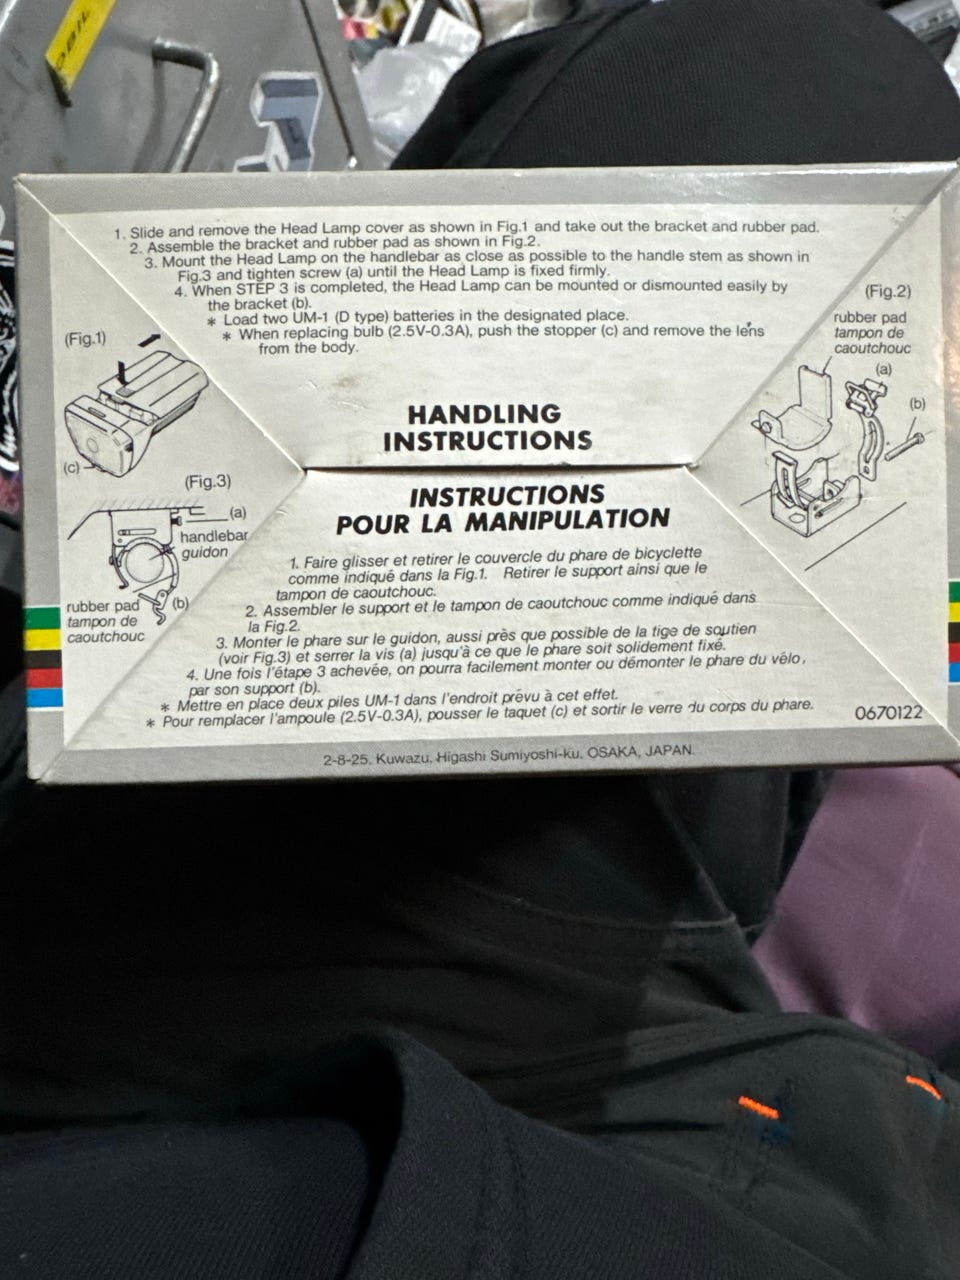 OBIL
1. Slide and remove the Head Lamp cover as shown in Fig.1 and take out the bracket and rubber pad.
2. Assemble the bracket and rubber pad as shown in Fig.2.
3. Mount the Head Lamp on the handlebar as close as possible to the handle stem as shown in
Fig.3 and tighten screw (a) until the Head Lamp is fixed firmly.
4. When STEP 3 is completed, the Head Lamp can be mounted or dismounted easily by
the bracket (b).
* Load two UM-1 (D type) batteries in the designated place.
* When replacing bulb (2.5V-0.3A), push the stopper (c) and remove the lens
from the body.
(Fig.1)
(c)
(Fig.2)
rubber pad
tampon de
caoutchouc
(a)
(b)
HANDLING
INSTRUCTIONS
(Fig.3)
(a)
handlebar
guidon
(b)
rubber pad
tampon de
caoutchouc
INSTRUCTIONS
POUR LA MANIPULATION
1. Faire glisser et retirer le couvercle du phare de bicyclette
comme indiqué dans la Fig.1. Retirer le support ainsi que le
tampon de caoutchouc.
2. Assembler le support et le tampon de caoutchouc comme indiqué dans
la Fig.2.
3. Monter le phare sur le guidon, aussi près que possible de la tige de soutien
(voir Fig.3) et serrer la vis (a) jusqu'à ce que le phare soit solidement fixé.
4. Une fois l'étape 3 achevée, on pourra facilement monter ou démonter le phare du vélo,
par son support (b).
* Mettre en place deux piles UM-1 dans l'endroit prévu à cet effet.
* Pour remplacer l'ampoule (2.5V-0.3A), pousser le taquet (c) et sortir le verre du corps du phare.
0670122
2-8-25, Kuwazu, Higashi Sumiyoshi-ku, OSAKA, JAPAN.